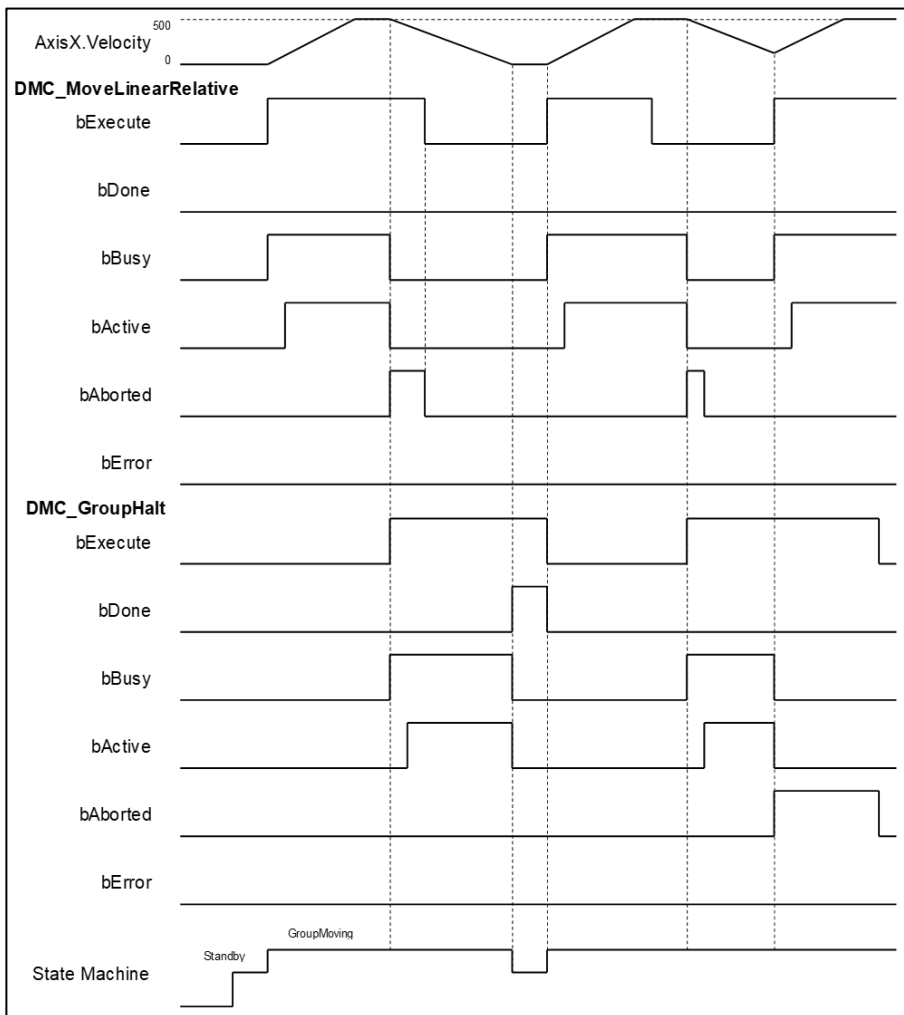 500
AxisX.Velocity
0
DMC_MoveLinearRelative
bExecute
bDone
bBusy
bActive
bAborted
bError
DMC_GroupHalt
bExecute
bDone
bBusy
bActive
bAborted
bError
GroupMoving
Standby
State Machine